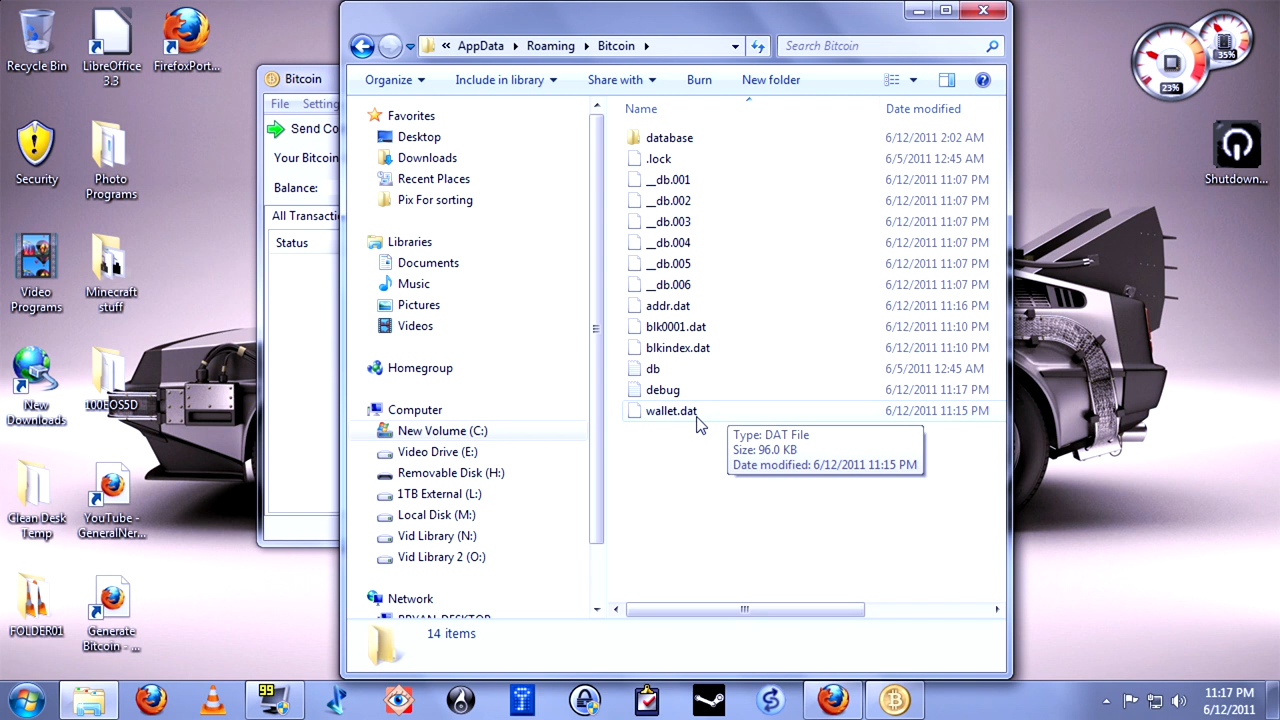 Recycle Bin
LibreOffice
3.3
FirefoxPort...
Security
Photo
Programs
Video
Programs
Minecraft
stuff
New
Downloads
100EOS5D
Clean Desk
Temp
YouTube -
GeneralNer...
FOLDER01
Generate
Bitcoin - ...
Bitcoin
File Setting
Send Co
Your Bitcoin
Balance:
All Transacti
Status
« AppData Roaming Bitcoin
Search Bitcoin
Organize Include in library Share with Burn New folder
Favorites
Desktop
Downloads
Recent Places
Pix For sorting
Libraries
Documents
Music
Pictures
Videos
Homegroup
Computer
New Volume (C:)
Video Drive (E:)
Removable Disk (H:)
1TB External (L:)
Local Disk (M:)
Vid Library (N:)
Vid Library 2 (O:)
Network
BRYAN-DESKTOP
Name Date modified
database 6/12/2011 2:02 AM
.lock 6/5/2011 12:45 AM
__db.001 6/12/2011 11:07 PM
__db.002 6/12/2011 11:07 PM
__db.003 6/12/2011 11:07 PM
__db.004 6/12/2011 11:07 PM
__db.005 6/12/2011 11:07 PM
__db.006 6/12/2011 11:07 PM
addr.dat 6/12/2011 11:16 PM
blk0001.dat 6/12/2011 11:10 PM
blkindex.dat 6/12/2011 11:10 PM
db 6/5/2011 12:45 AM
debug 6/12/2011 11:17 PM
wallet.dat 6/12/2011 11:15 PM
Type: DAT File
Size: 96.0 KB
Date modified: 6/12/2011 11:15 PM
14 items
35%
23%
Shutdown...
99
11:17 PM
6/12/2011